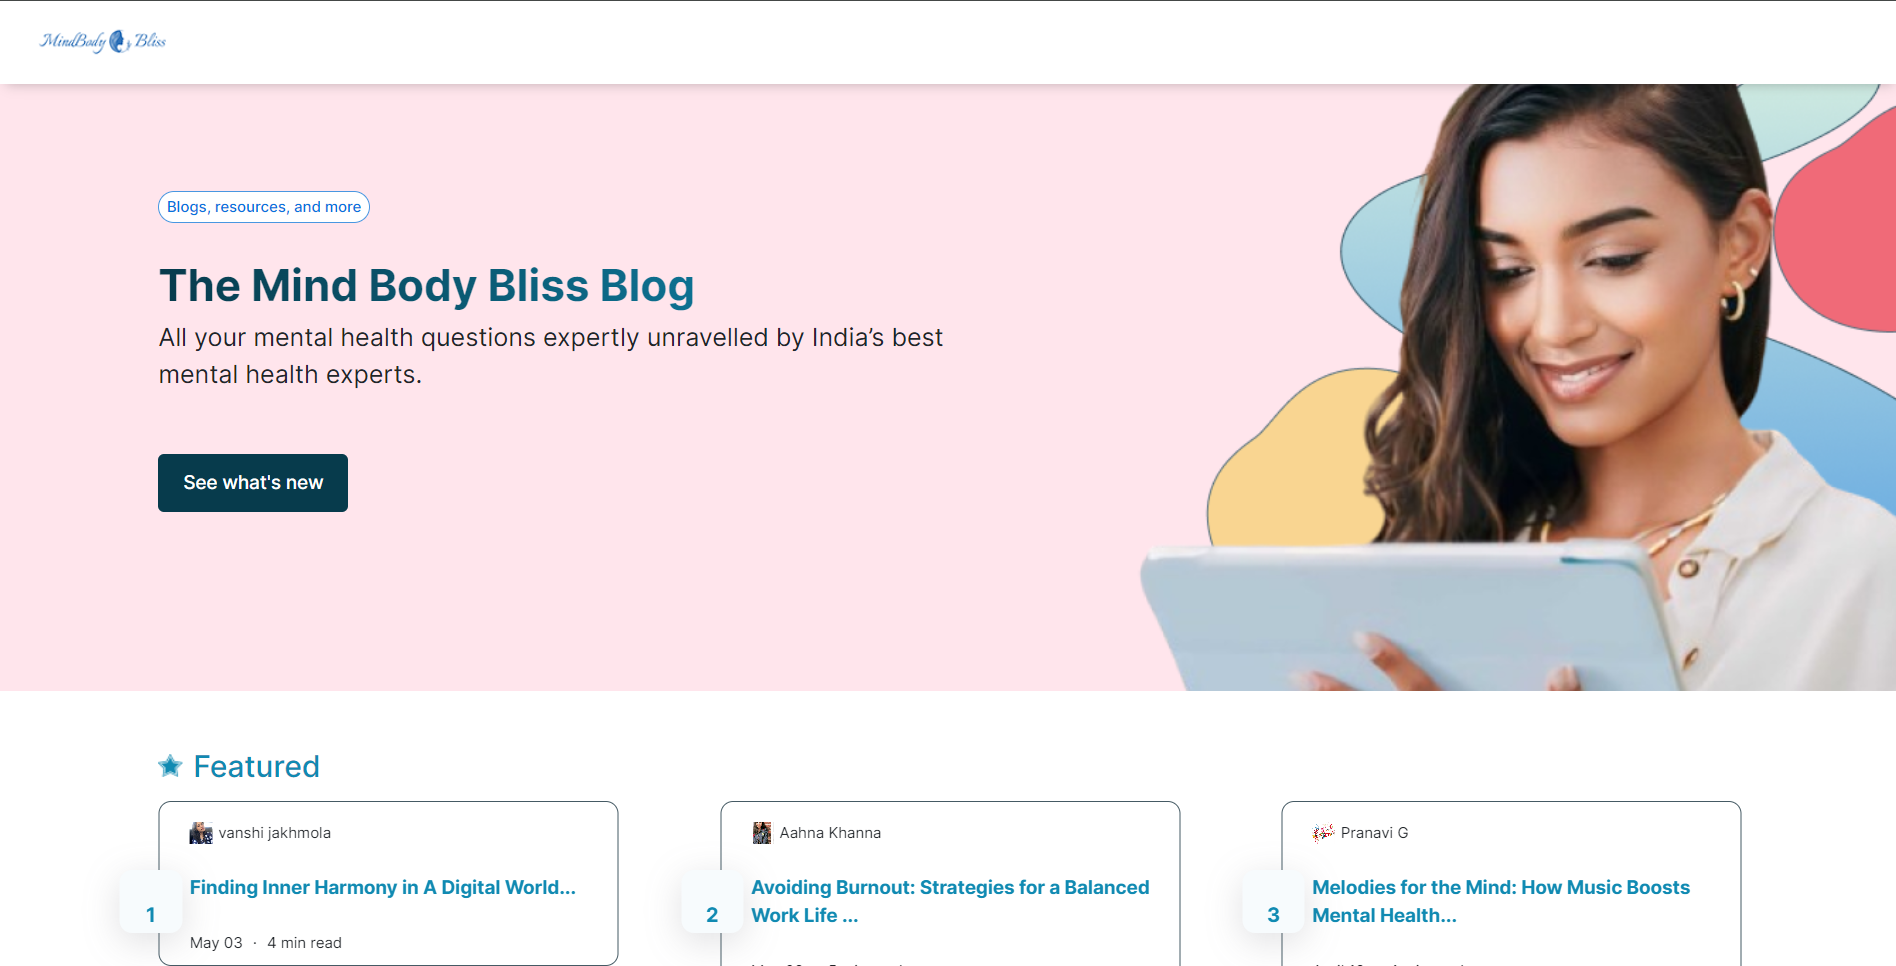 MindBody Bliss
Blogs, resources, and more
The Mind Body Bliss Blog
All your mental health questions expertly unravelled by India’s best
mental health experts.
See what's new
Featured
vanshi jakhmola
1
Finding Inner Harmony in A Digital World...
May 03 · 4 min read
Aahna Khanna
2
Avoiding Burnout: Strategies for a Balanced
Work Life ...
Pranavi G
3
Melodies for the Mind: How Music Boosts
Mental Health...